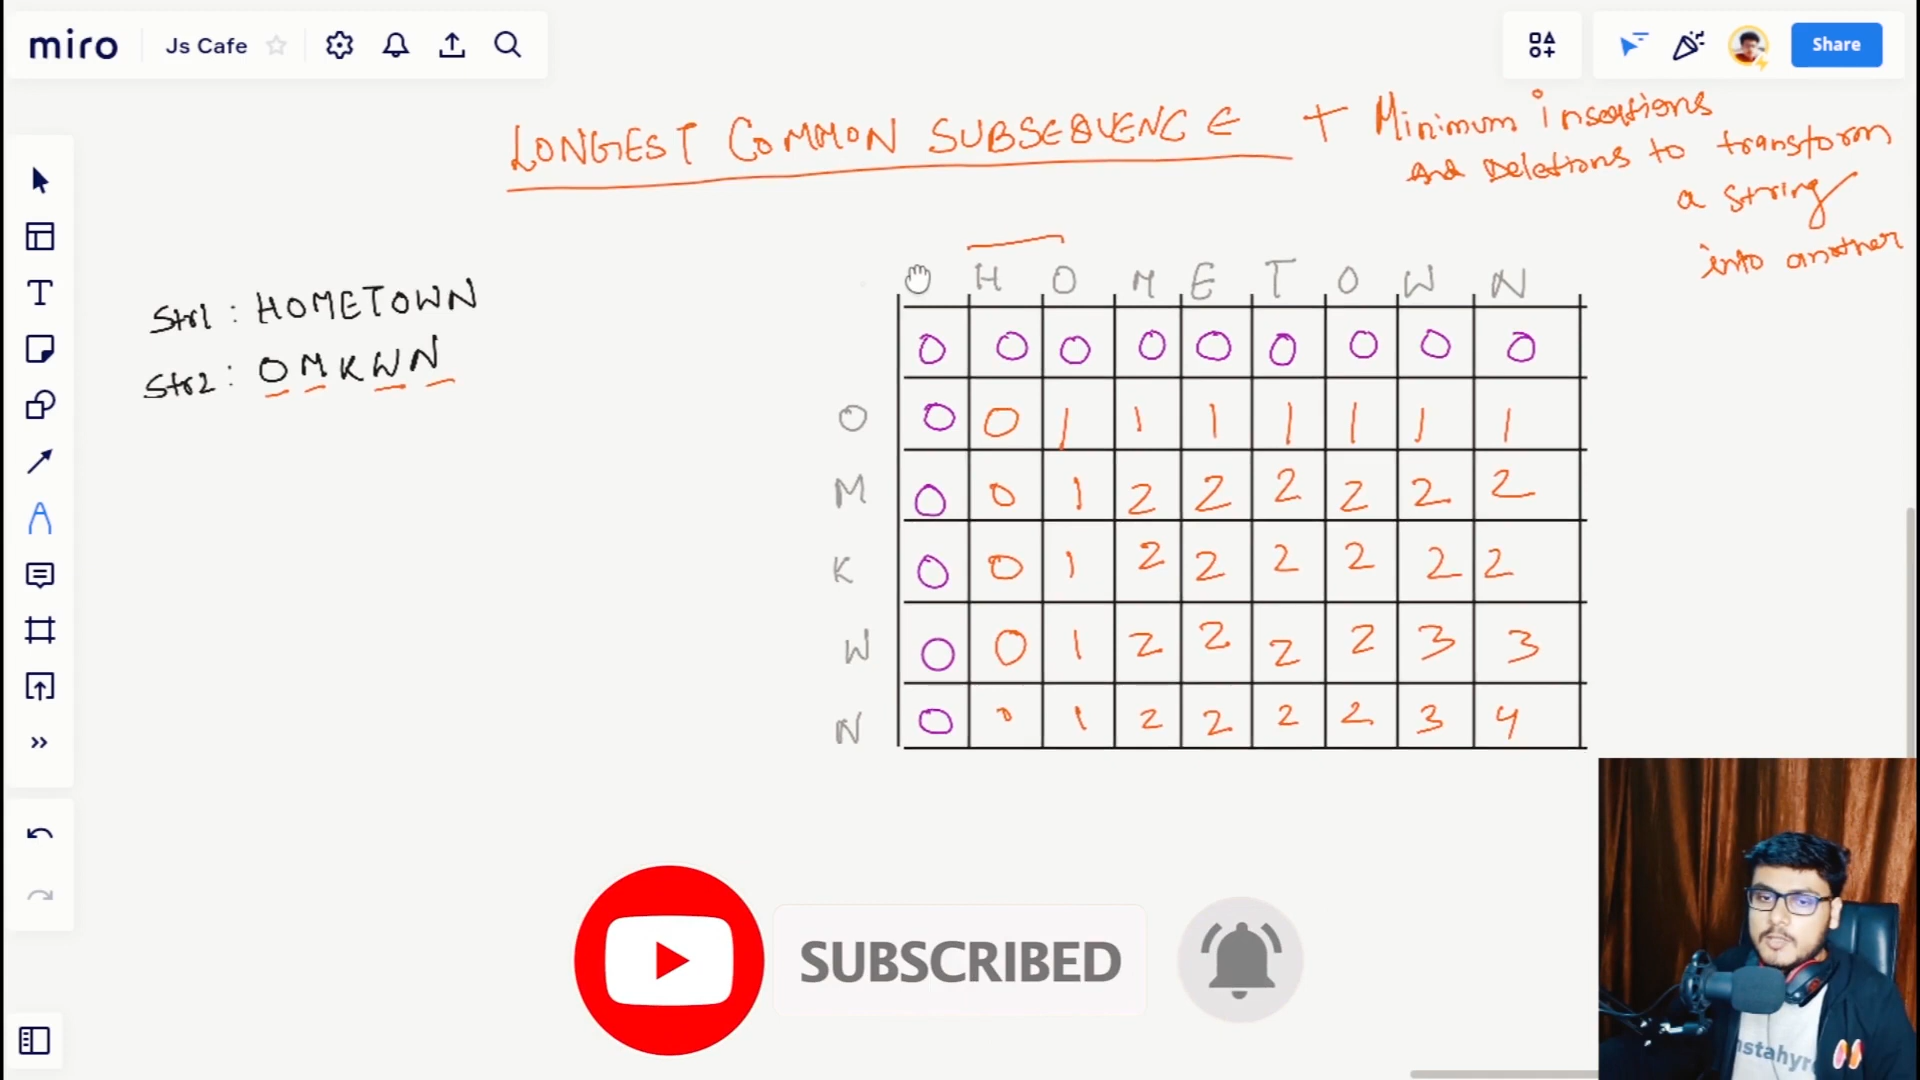 miro
Js Cafe
Share
LONGEST COMMON SUBSEQUENCE + Minimum insertions
And Deletions to transform
a string
into another
Str1 : HOMETOWN
Str2 : OMKWN
H O M E T O W N
0 0 0 0 0 0 0 0 0
O 0 0 1 1 1 1 1 1 1
M 0 0 1 2 2 2 2 2 2
K 0 0 1 2 2 2 2 2 2
W 0 0 1 2 2 2 2 3 3
N 0 0 1 2 2 2 2 3 4
SUBSCRIBED
nstahyr